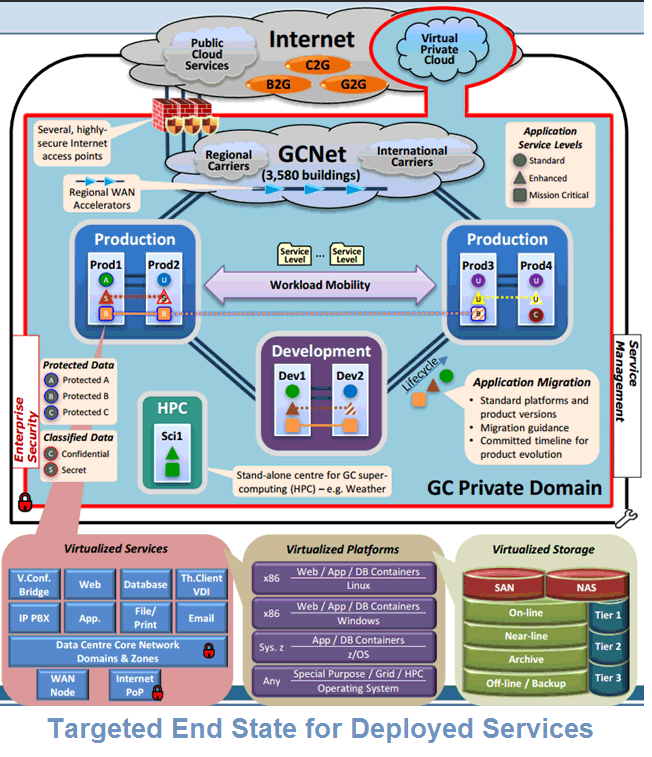 Internet
Public
Cloud
Services
C2G
B2G
G2G
Virtual
Private
Cloud
Several, highly-
secure Internet
access points
GCNet
(3,580 buildings)
Regional
Carriers
International
Carriers
Regional WAN
Accelerators
Application
Service Levels
Standard
Enhanced
Mission Critical
Production
Prod1
Prod2
A
U
S
S
B
B
Service
Level
...
Service
Level
Workload Mobility
Production
Prod3
Prod4
U
U
U
U
B
C
Development
Dev1
Dev2
Lifecycle
Application Migration
• Standard platforms and
product versions
• Migration guidance
• Committed timeline for
product evolution
Enterprise
Security
Service
Management
Protected Data
A Protected A
B Protected B
C Protected C
Classified Data
C Confidential
S Secret
HPC
Sci1
Stand-alone centre for GC super-
computing (HPC) – e.g. Weather
GC Private Domain
Virtualized Services
V.Conf.
Bridge
Web
Database
Th.Client
VDI
IP PBX
App.
File/
Print
Email
Data Centre Core Network
Domains & Zones
WAN
Node
Internet
PoP
Virtualized Platforms
x86
Web / App / DB Containers
Linux
x86
Web / App / DB Containers
Windows
Sys. z
App / DB Containers
z/OS
Any
Special Purpose / Grid / HPC
Operating System
Virtualized Storage
SAN
NAS
On-line
Near-line
Archive
Off-line / Backup
Tier 1
Tier 2
Tier 3
Targeted End State for Deployed Services